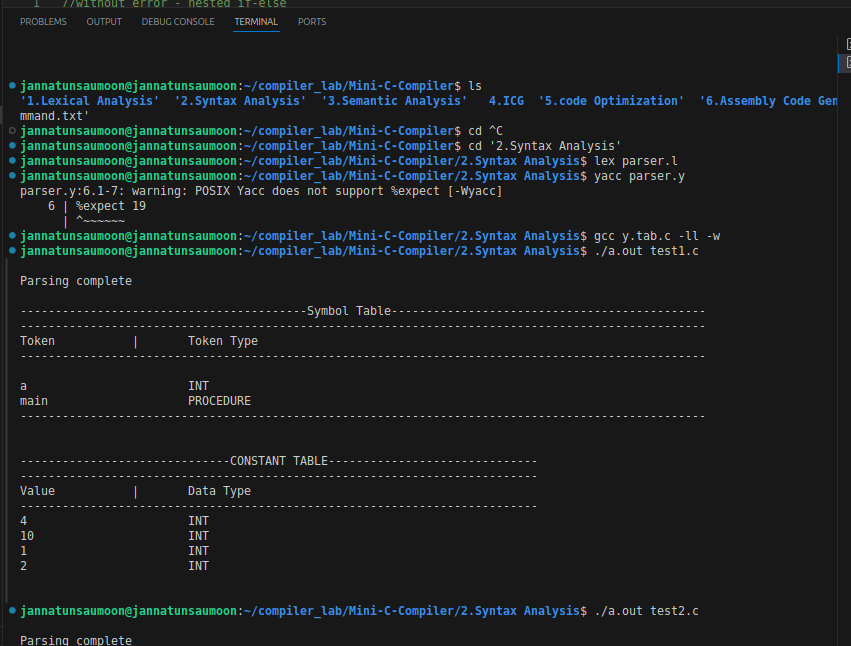 1 //without error - nested if-else
PROBLEMS OUTPUT DEBUG CONSOLE TERMINAL PORTS
jannatunsaumoon@jannatunsaumoon:~/compiler_lab/Mini-C-Compiler$ ls
'1.Lexical Analysis' '2.Syntax Analysis' '3.Semantic Analysis' 4.ICG '5.code Optimization' '6.Assembly Code Gen
mmand.txt'
jannatunsaumoon@jannatunsaumoon:~/compiler_lab/Mini-C-Compiler$ cd ^C
jannatunsaumoon@jannatunsaumoon:~/compiler_lab/Mini-C-Compiler$ cd '2.Syntax Analysis'
jannatunsaumoon@jannatunsaumoon:~/compiler_lab/Mini-C-Compiler/2.Syntax Analysis$ lex parser.l
jannatunsaumoon@jannatunsaumoon:~/compiler_lab/Mini-C-Compiler/2.Syntax Analysis$ yacc parser.y
parser.y:6.1-7: warning: POSIX Yacc does not support %expect [-Wyacc]
6 | %expect 19
| ^~~~~~~
jannatunsaumoon@jannatunsaumoon:~/compiler_lab/Mini-C-Compiler/2.Syntax Analysis$ gcc y.tab.c -ll -w
jannatunsaumoon@jannatunsaumoon:~/compiler_lab/Mini-C-Compiler/2.Syntax Analysis$ ./a.out test1.c
Parsing complete
-----------------------------------------Symbol Table---------------------------------------------
--------------------------------------------------------------------------------------------------
Token | Token Type
--------------------------------------------------------------------------------------------------
a INT
main PROCEDURE
--------------------------------------------------------------------------------------------------
------------------------------CONSTANT TABLE------------------------------
--------------------------------------------------------------------------
Value | Data Type
--------------------------------------------------------------------------
4 INT
10 INT
1 INT
2 INT
jannatunsaumoon@jannatunsaumoon:~/compiler_lab/Mini-C-Compiler/2.Syntax Analysis$ ./a.out test2.c
Parsing complete